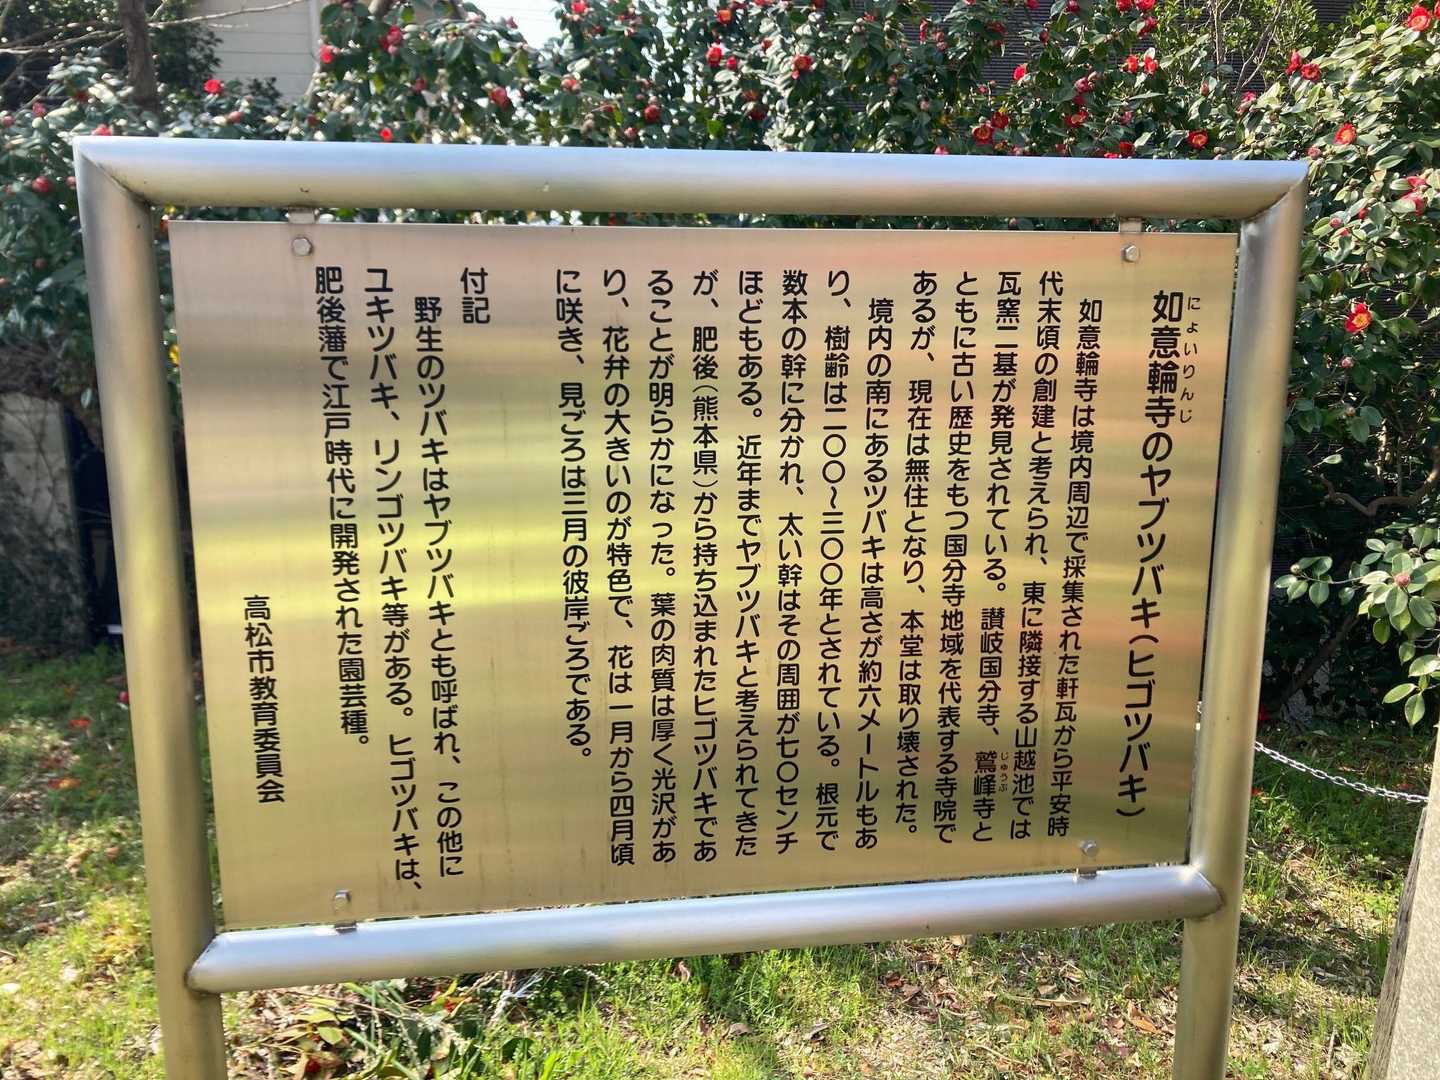 如意輪寺のヤブツバキ(ヒゴツバキ)
にょいりんじ
如意輪寺は境内周辺で採集された軒瓦から平安時
代末頃の創建と考えられ、東に隣接する山越池では
瓦窯二基が発見されている。讃岐国分寺、鷲峰寺と
じゅうぶ
ともに古い歴史をもつ国分寺地域を代表する寺院で
あるが、現在は無住となり、本堂は取り壊された。
境内の南にあるツバキは高さが約六メートルもあ
り、樹齢は二〇〇～三〇〇年とされている。根元で
数本の幹に分かれ、太い幹はその周囲が七〇センチ
ほどもある。近年までヤブツバキと考えられてきた
が、肥後(熊本県)から持ち込まれたヒゴツバキであ
ることが明らかになった。葉の肉質は厚く光沢があ
り、花弁の大きいのが特色で、花は一月から四月頃
に咲き、見ごろは三月の彼岸ごろである。
付記
野生のツバキはヤブツバキとも呼ばれ、この他に
ユキツバキ、リンゴツバキ等がある。ヒゴツバキは、
肥後藩で江戸時代に開発された園芸種。
高松市教育委員会